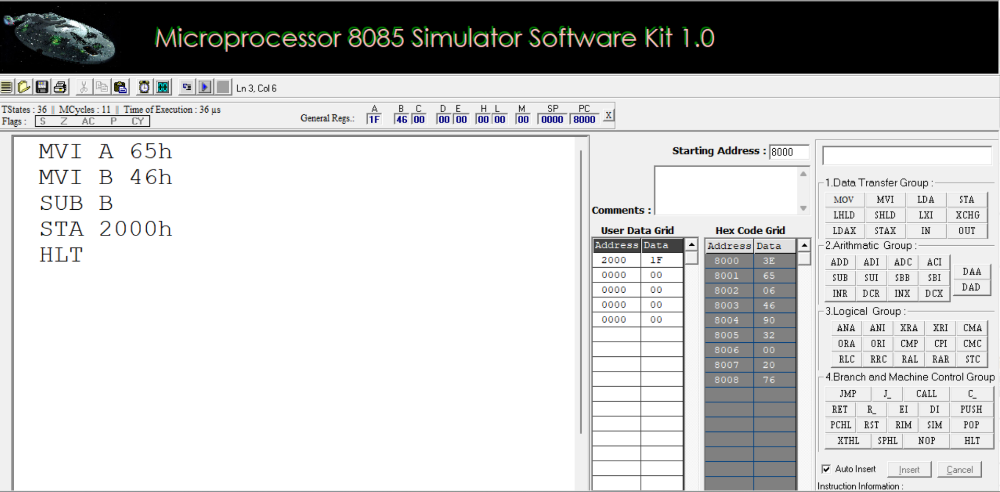 Microprocessor 8085 Simulator Software Kit 1.0
Ln 3, Col 6
TStates : 36 || MCycles : 11 || Time of Execution : 36 µs
Flags : S Z AC P CY
General Regs.:
A B C D E H L M SP PC
1F 46 00 00 00 00 00 00 0000 8000 X
MVI A 65h
MVI B 46h
SUB B
STA 2000h
HLT
Starting Address : 8000
Comments :
User Data Grid
Address Data
2000 1F
0000 00
0000 00
0000 00
0000 00
Hex Code Grid
Address Data
8000 3E
8001 65
8002 06
8003 46
8004 90
8005 32
8006 00
8007 20
8008 76
1.Data Transfer Group :
MOV MVI LDA STA
LHLD SHLD LXI XCHG
LDAX STAX IN OUT
2.Arithmatic Group :
ADD ADI ADC ACI
SUB SUI SBB SBI
INR DCR INX DCX
DAA
DAD
3.Logical Group :
ANA ANI XRA XRI CMA
ORA ORI CMP CPI CMC
RLC RRC RAL RAR STC
4.Branch and Machine Control Group
JMP J_ CALL C_
RET R_ EI DI PUSH
PCHL RST RIM SIM POP
XTHL SPHL NOP HLT
Auto Insert Insert Cancel
Instruction Information :